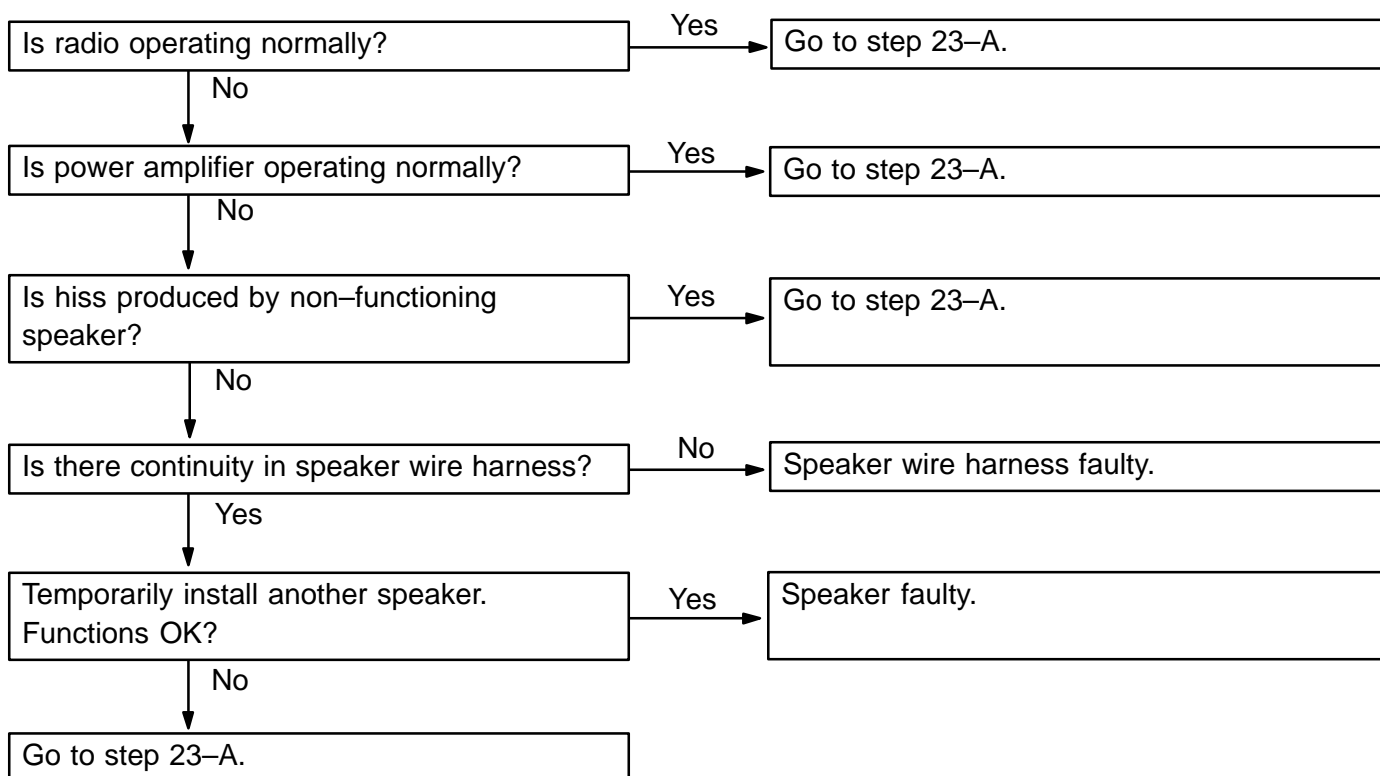 Is radio operating normally?
Yes
Go to step 23–A.
No
Is power amplifier operating normally?
Yes
Go to step 23–A.
No
Is hiss produced by non–functioning
speaker?
Yes
Go to step 23–A.
No
Is there continuity in speaker wire harness?
No
Speaker wire harness faulty.
Yes
Temporarily install another speaker.
Functions OK?
Yes
Speaker faulty.
No
Go to step 23–A.